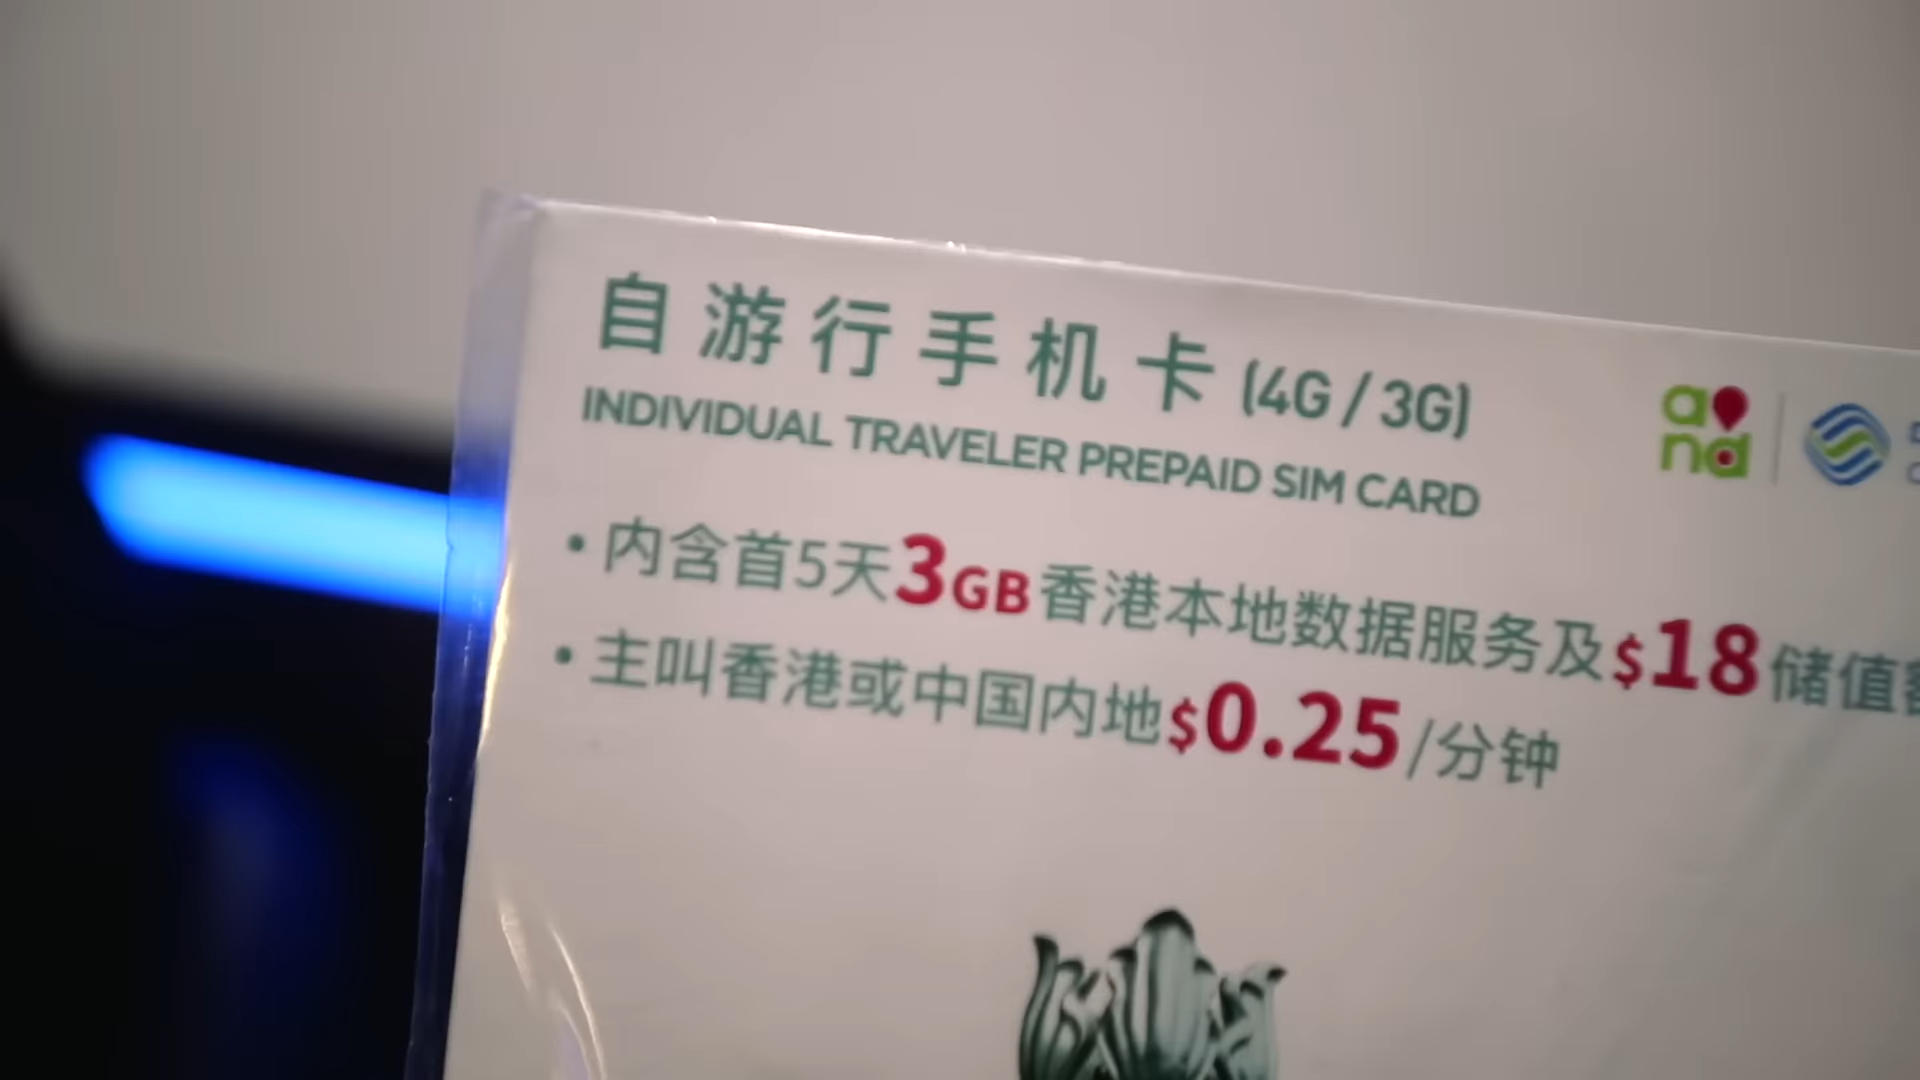 自游行手机卡 (4G/3G)
INDIVIDUAL TRAVELER PREPAID SIM CARD
and
• 内含首5天3GB香港本地数据服务及$18储值
• 主叫香港或中国内地$0.25/分钟